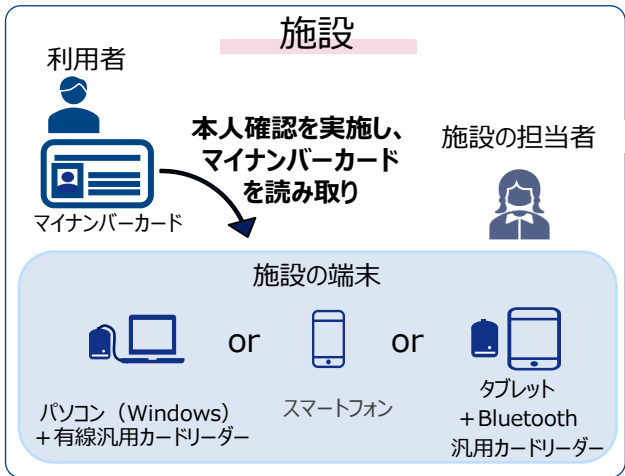 施設
利用者
本人確認を実施し、
マイナンバーカード
を読み取り
施設の担当者
マイナンバーカード
施設の端末
or
or
パソコン（Windows）
＋有線汎用カードリーダー
スマートフォン
タブレット
＋Bluetooth
汎用カードリーダー